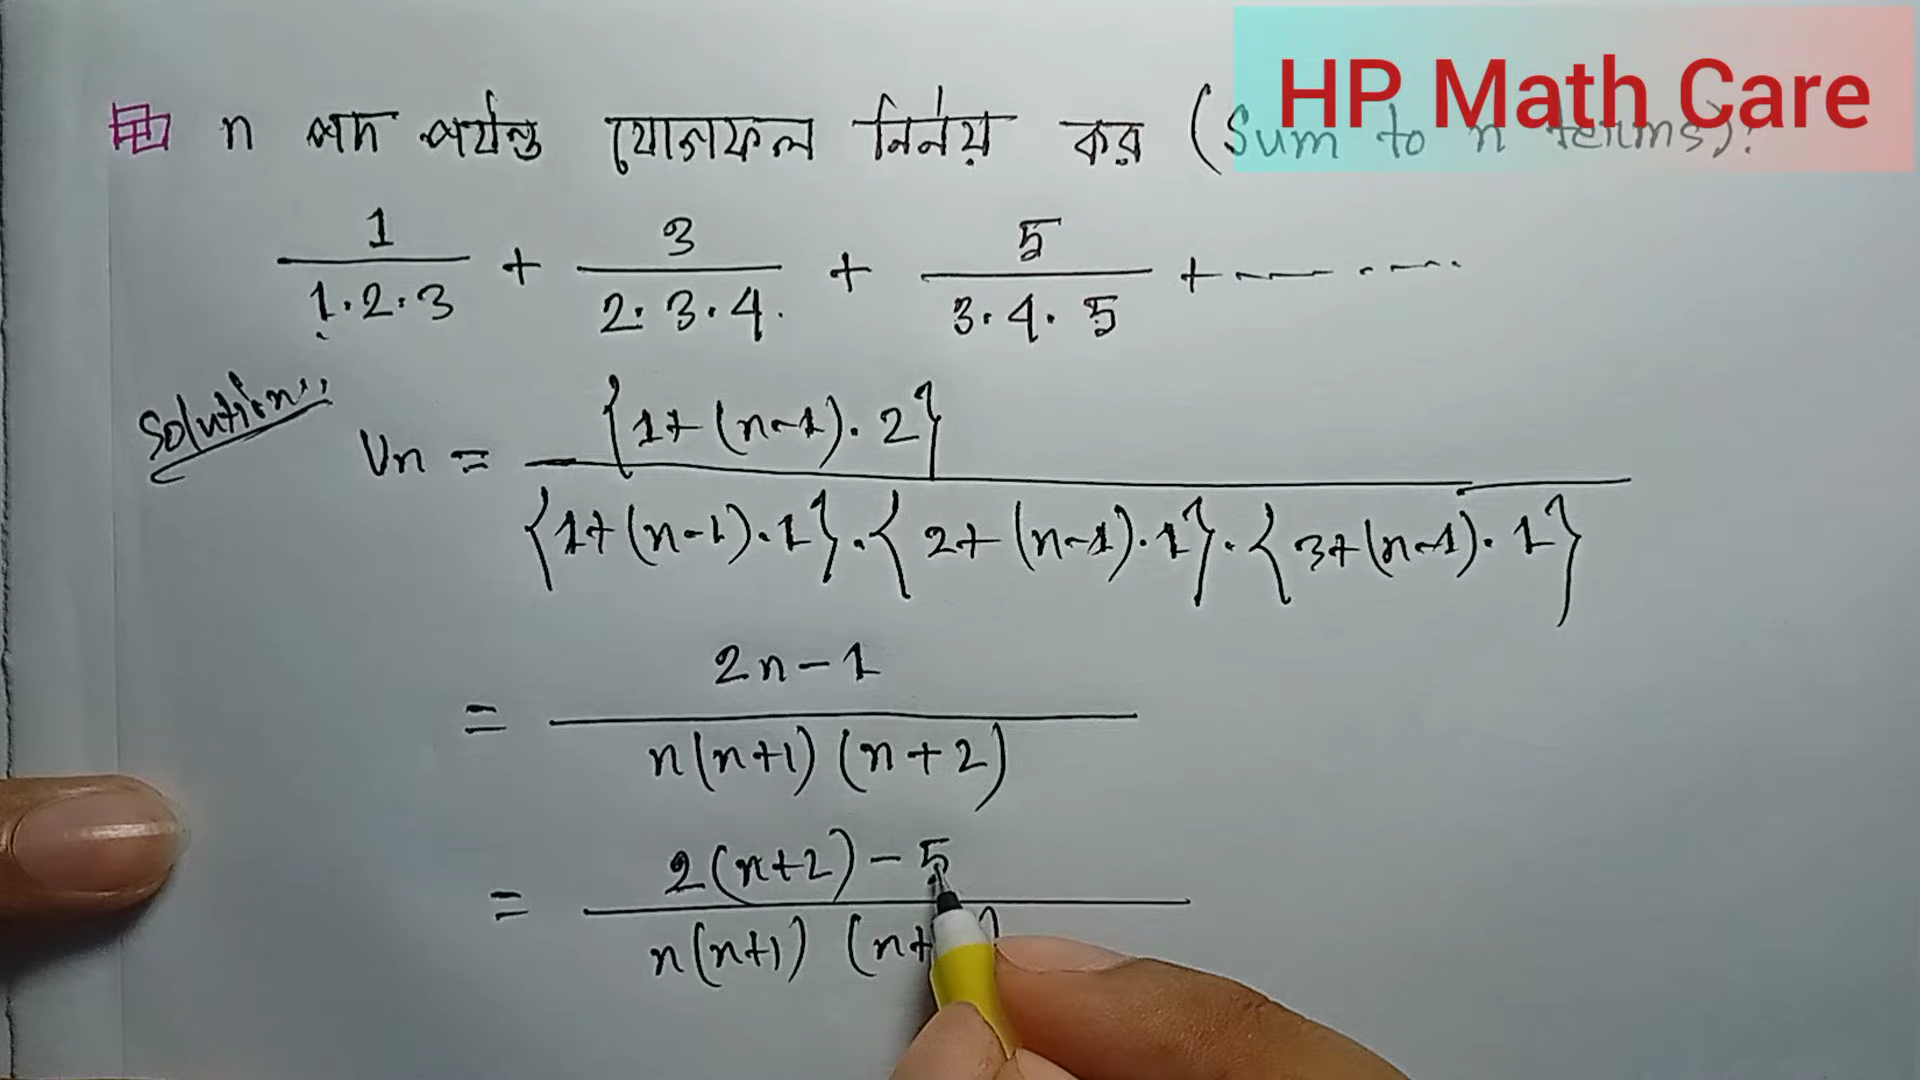 HP Math Care
n পদ পর্যন্ত যোগফল নির্নয় কর (Sum to n terms):
1/(1·2·3) + 3/(2·3·4) + 5/(3·4·5) + -----
Solution:
Un = {1+(n-1)·2} / {1+(n-1)·1}·{2+(n-1)·1}·{3+(n-1)·1}
= 2n-1 / n(n+1)(n+2)
= 2(n+2)-5 / n(n+1)(n+